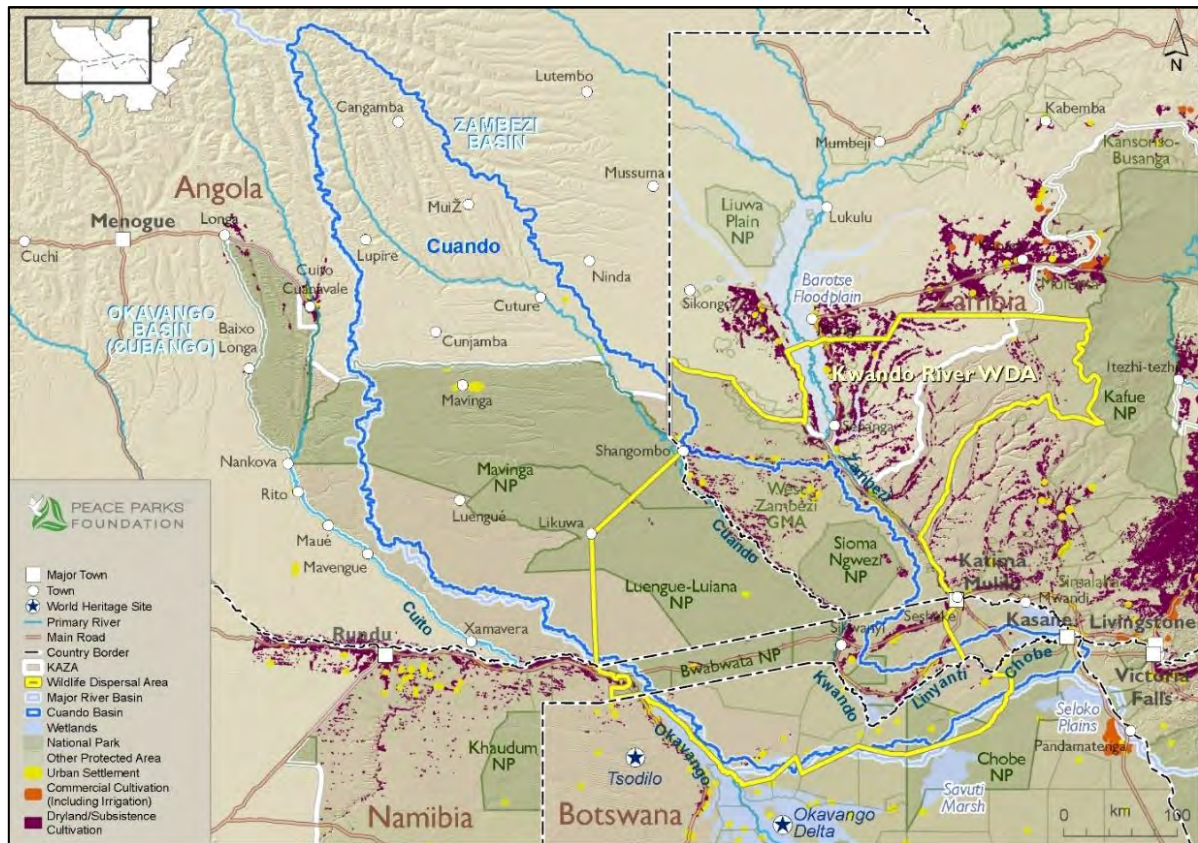 N
Lutembo
Cangamba
Kabemba
ZAMBEZI
BASIN
Mumbeji
Kansonso-
Busanga
Mussuma
Angola
Liuwa
Plain
NP
MuiŽ
Lukulu
Menogue
Longa
Cuando
Cuchi
Lupire
Cuito
Cuanavale
Ninda
Barotse
Floodplain
Zambia
Sikongo
Cuture
OKAVANGO
BASIN
(CUBANGO)
Baixo
Longa
Cunjamba
Kwando River WDA
Itezhi-tezhi
Mavinga
Kafue
NP
Senanga
Shangombo
Nankova
Mavinga
NP
Zambezi
West
Zambezi
GMA
Rito
Luengué
Likuwa
Cuando
Maué
Sioma
Ngwezi
NP
Mavengue
Katima
Mulilo
Luengue-Luiana
NP
Simalaha
Mwandi
Sesheke
Cuito
Kasane
Livingstone
Xamavera
Sikwanyi
Rundu
Bwabwata NP
Chobe
Linyanti
Kwando
Victoria
Falls
Seloko
Plains
Okavango
Khaudum
NP
Pandamatenga
Chobe
NP
Tsodilo
Savuti
Marsh
Namibia
Botswana
Okavango
Delta
km
0
100
PEACE PARKS
FOUNDATION
Major Town
Town
World Heritage Site
Primary River
Main Road
Country Border
KAZA
Wildlife Dispersal Area
Major River Basin
Cuando Basin
Wetlands
National Park
Other Protected Area
Urban Settlement
Commercial Cultivation
(Including Irrigation)
Dryland/Subsistence
Cultivation